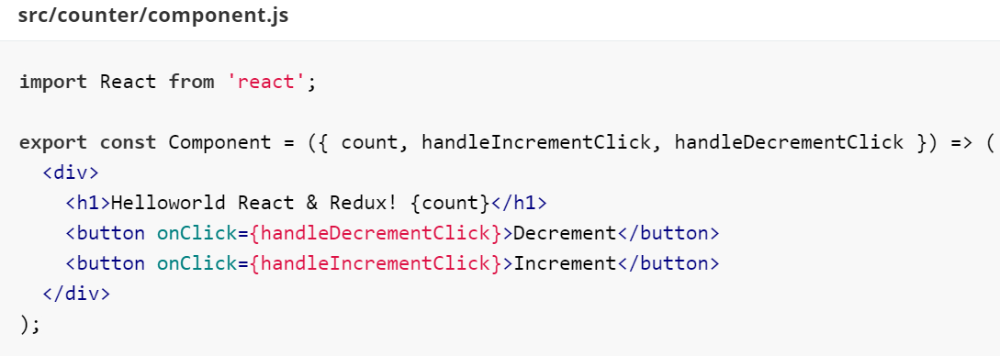 src/counter/component.js
import React from 'react';
export const Component = ({ count, handleIncrementClick, handleDecrementClick }) => (
<div>
<h1>Helloworld React & Redux! {count}</h1>
<button onClick={handleDecrementClick}>Decrement</button>
<button onClick={handleIncrementClick}>Increment</button>
</div>
);